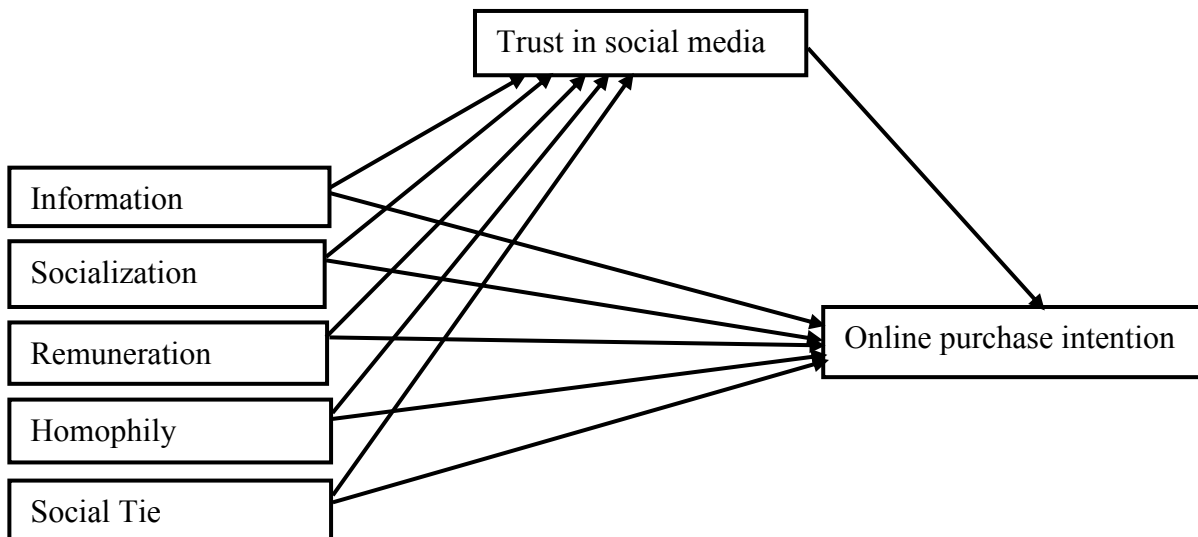 Trust in social media
Information
Socialization
Remuneration
Online purchase intention
Homophily
Social Tie